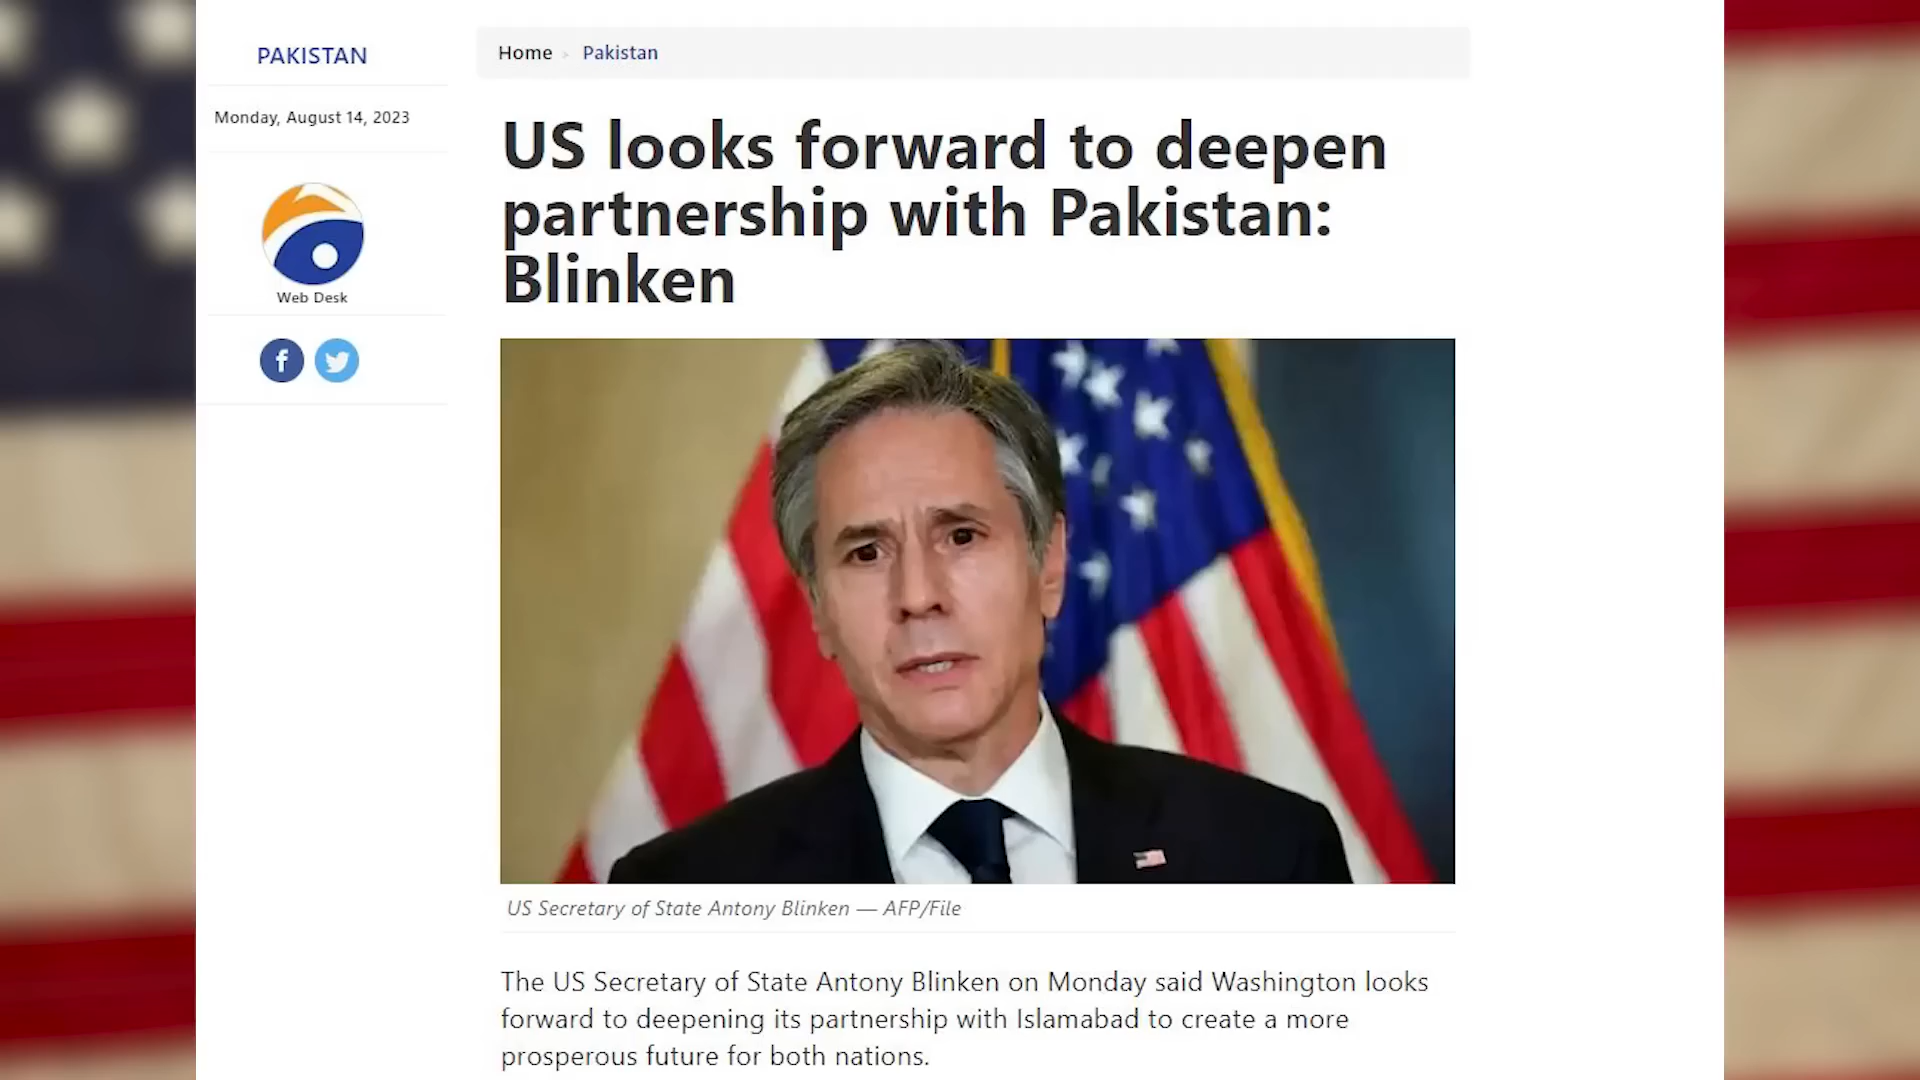 PAKISTAN
Monday, August 14, 2023
Web Desk
Home > Pakistan
US looks forward to deepen
partnership with Pakistan:
Blinken
US Secretary of State Antony Blinken — AFP/File
The US Secretary of State Antony Blinken on Monday said Washington looks
forward to deepening its partnership with Islamabad to create a more
prosperous future for both nations.